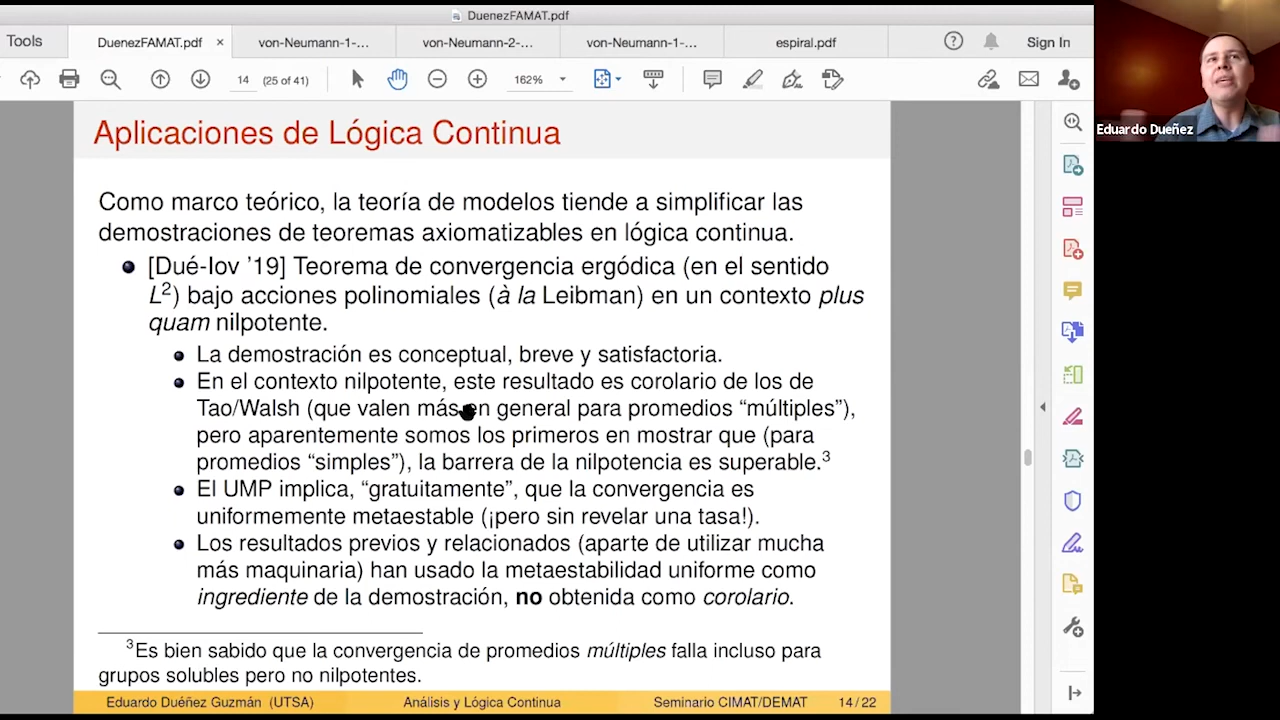 DuenezFAMAT.pdf
Tools
DuenezFAMAT.pdf ×
von-Neumann-1-...
von-Neumann-2-...
von-Neumann-1-...
espiral.pdf
Sign In
14 (25 of 41)
162%
Eduardo Dueñez
Aplicaciones de Lógica Continua
Como marco teórico, la teoría de modelos tiende a simplificar las
demostraciones de teoremas axiomatizables en lógica continua.
[Dué-Iov ’19] Teorema de convergencia ergódica (en el sentido
L²) bajo acciones polinomiales (à la Leibman) en un contexto plus
quam nilpotente.
La demostración es conceptual, breve y satisfactoria.
En el contexto nilpotente, este resultado es corolario de los de
Tao/Walsh (que valen más en general para promedios “múltiples”),
pero aparentemente somos los primeros en mostrar que (para
promedios “simples”), la barrera de la nilpotencia es superable.³
El UMP implica, “gratuitamente”, que la convergencia es
uniformemente metaestable (¡pero sin revelar una tasa!).
Los resultados previos y relacionados (aparte de utilizar mucha
más maquinaria) han usado la metaestabilidad uniforme como
ingrediente de la demostración, no obtenida como corolario.
³Es bien sabido que la convergencia de promedios múltiples falla incluso para
grupos solubles pero no nilpotentes.
Eduardo Duéñez Guzmán (UTSA)
Análisis y Lógica Continua
Seminario CIMAT/DEMAT
14 / 22